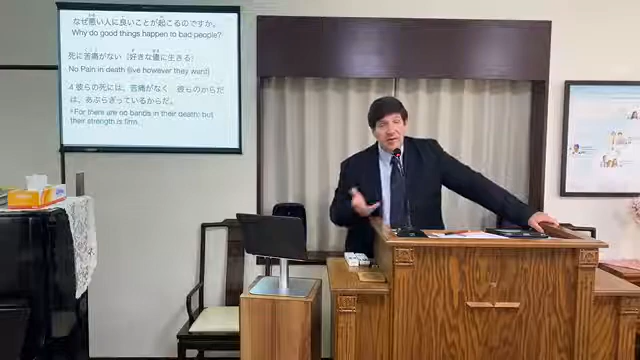 なぜ悪い人に良いことが起こるのですか。
Why do good things happen to bad people?
死に苦痛がない（好きな様に生きる）
No Pain in death (live however they want)
4 彼らの死には、苦痛がなく　彼らのからだ
は、あぶらぎっているからだ。
4 For there are no bands in their death; but
their strength is firm.